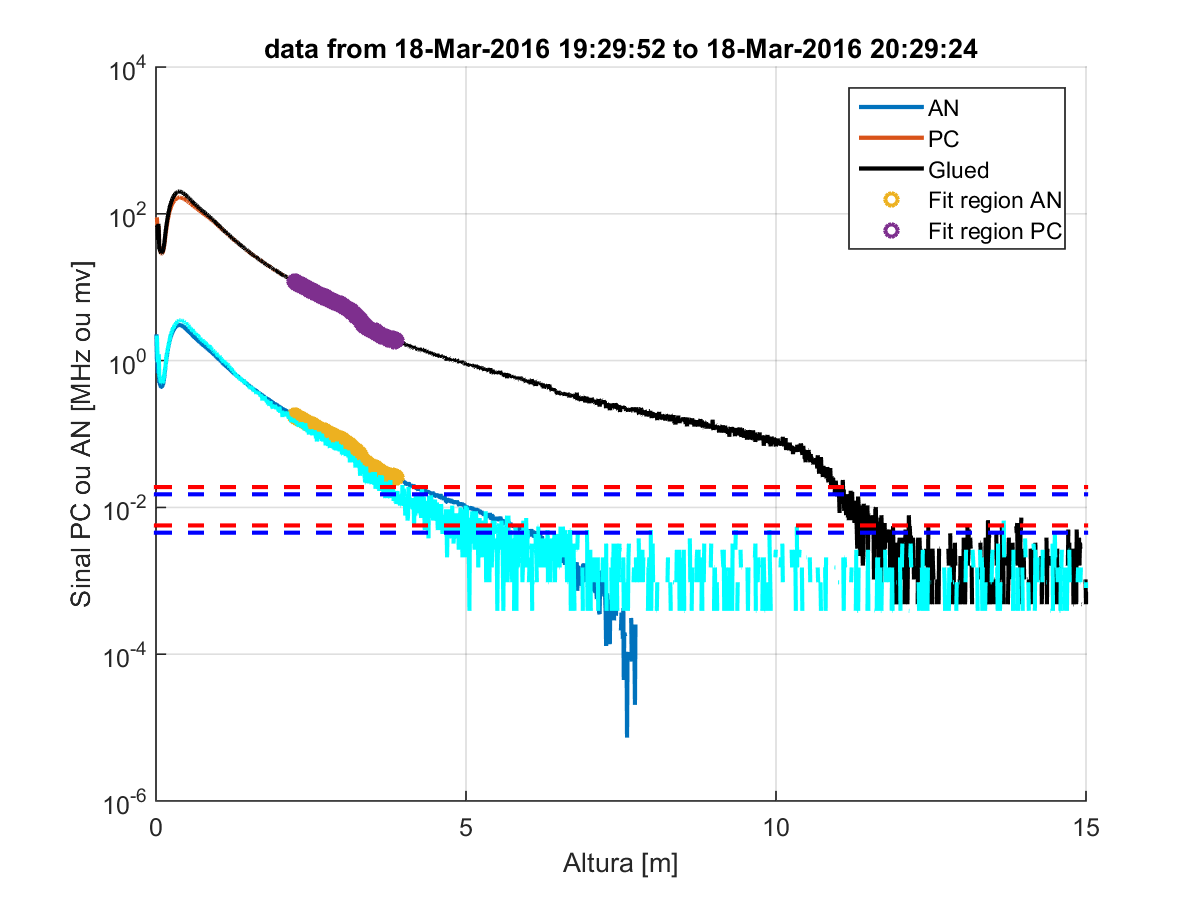 data from 18-Mar-2016 19:29:52 to 18-Mar-2016 20:29:24
AN
PC
Glued
Fit region AN
Fit region PC
Sinal PC ou AN [MHz ou mv]
10^4
10^2
10^0
10^-2
10^-4
10^-6
0 5 10 15
Altura [m]